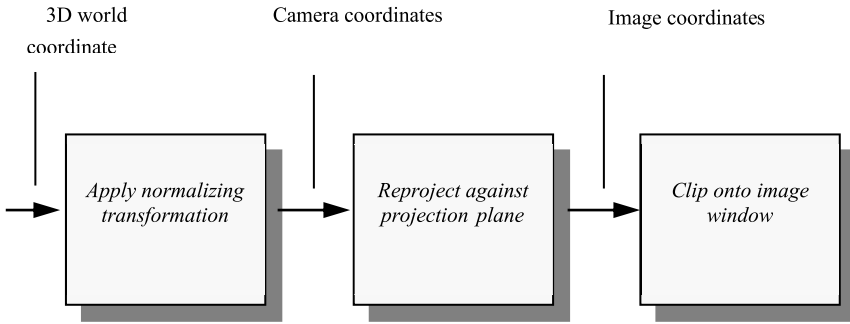 3D world
coordinate
Camera coordinates
Image coordinates
Apply normalizing
transformation
Reproject against
projection plane
Clip onto image
window